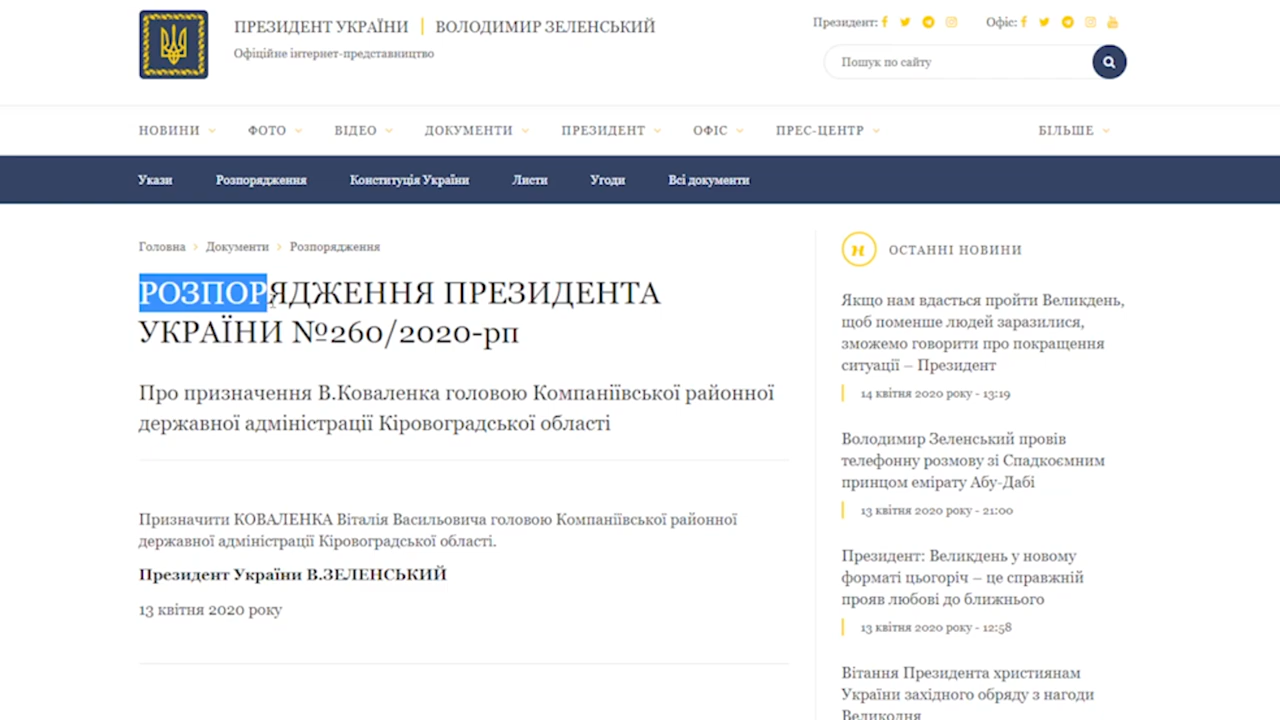 ПРЕЗИДЕНТ УКРАЇНИ | ВОЛОДИМИР ЗЕЛЕНСЬКИЙ
Офіційне інтернет-представництво
Президент:
Офіс:
Пошук по сайту
НОВИНИ ФОТО ВІДЕО ДОКУМЕНТИ ПРЕЗИДЕНТ ОФІС ПРЕС-ЦЕНТР БІЛЬШЕ
Укази Розпорядження Конституція України Листи Угоди Всі документи
Головна > Документи > Розпорядження
РОЗПОРЯДЖЕННЯ ПРЕЗИДЕНТА
УКРАЇНИ №260/2020-рп
Про призначення В.Коваленка головою Компаніївської районної
державної адміністрації Кіровоградської області
Призначити КОВАЛЕНКА Віталія Васильовича головою Компаніївської районної
державної адміністрації Кіровоградської області.
Президент України В.ЗЕЛЕНСЬКИЙ
13 квітня 2020 року
ОСТАННІ НОВИНИ
Якщо нам вдасться пройти Великдень,
щоб поменше людей заразилися,
зможемо говорити про покращення
ситуації – Президент
14 квітня 2020 року - 13:19
Володимир Зеленський провів
телефонну розмову зі Спадкоємним
принцом емірату Абу-Дабі
13 квітня 2020 року - 21:00
Президент: Великдень у новому
форматі цьогоріч – це справжній
прояв любові до ближнього
13 квітня 2020 року - 12:58
Вітання Президента християнам
України західного обряду з нагоди
Великодня